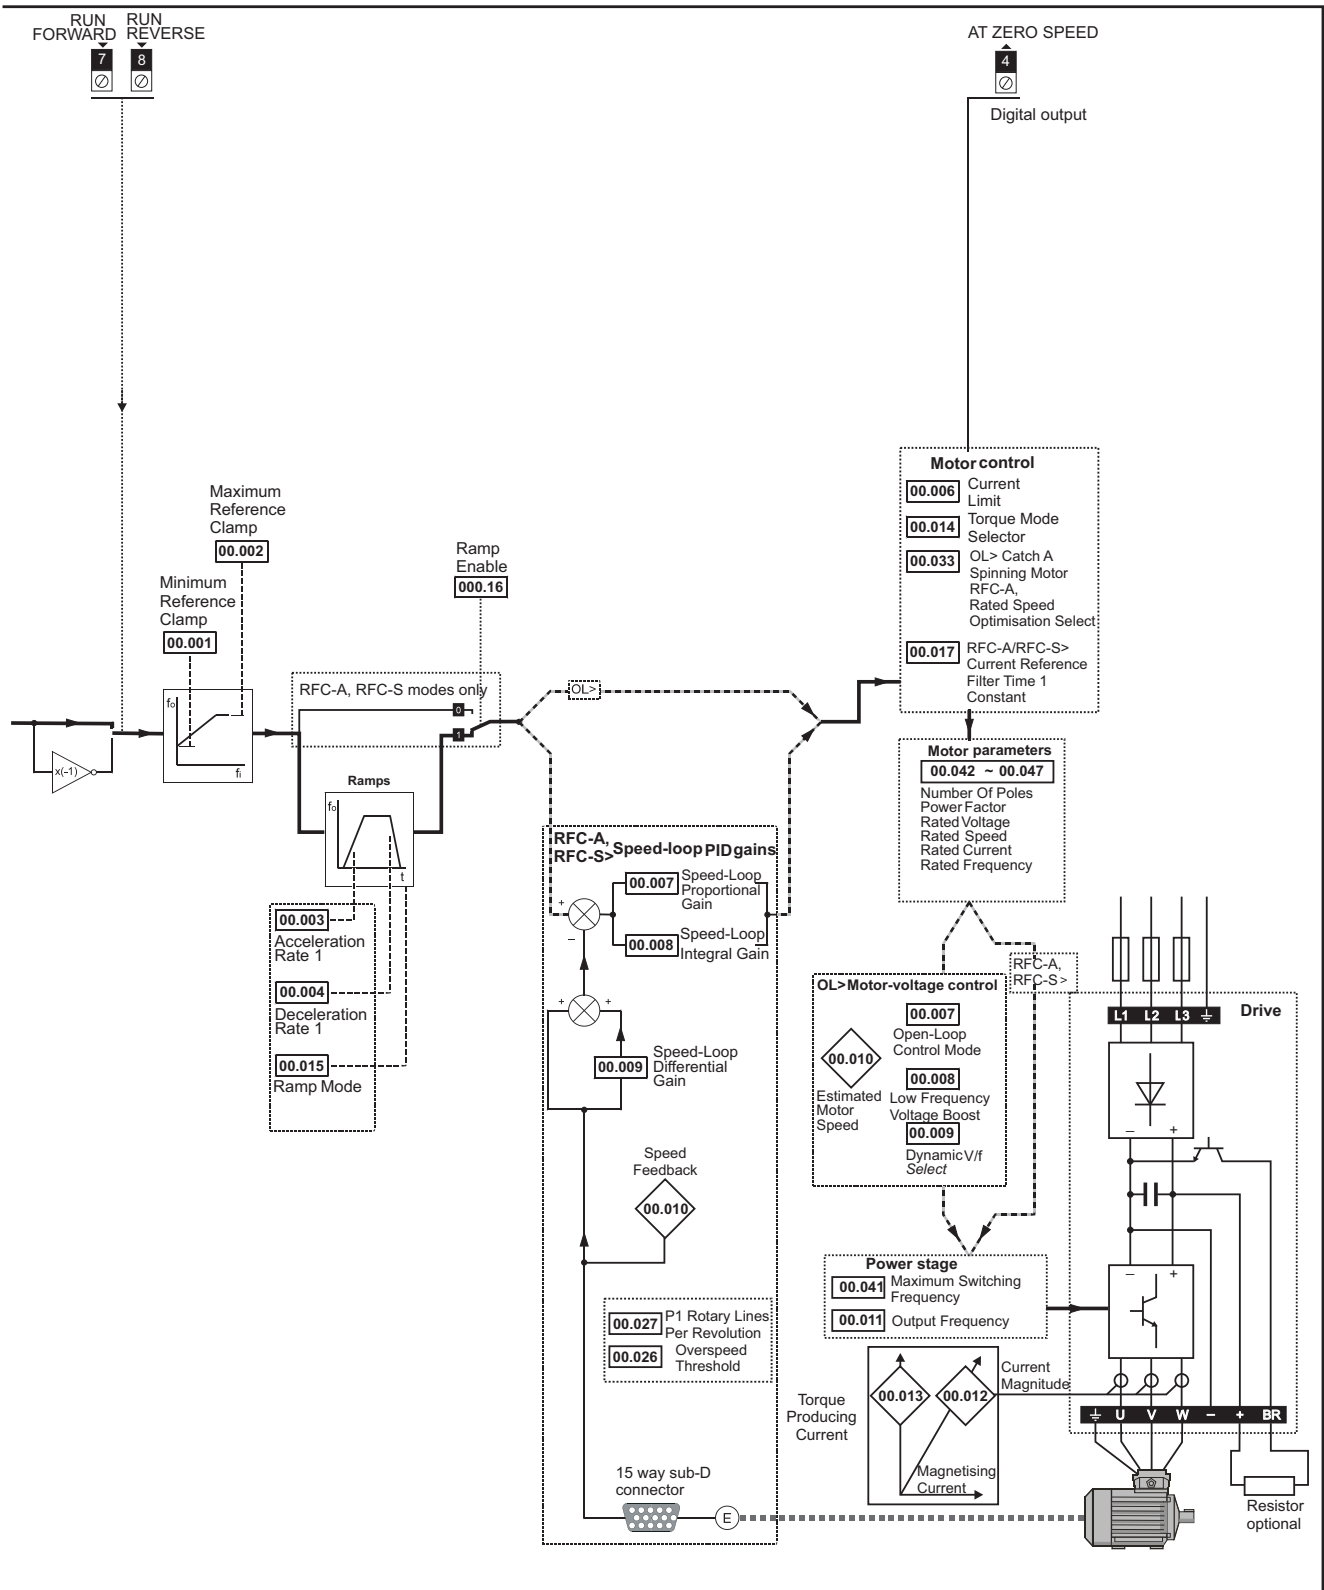 RUN
FORWARD
RUN
REVERSE
7
8
AT ZERO SPEED
4
Digital output
Maximum
Reference
Clamp
00.002
Minimum
Reference
Clamp
00.001
Ramp
Enable
000.16
RFC-A, RFC-S modes only
0
1
x(-1)
fo
fi
Ramps
fo
t
00.003
Acceleration
Rate 1
00.004
Deceleration
Rate 1
00.015
Ramp Mode
OL>
RFC-A,
RFC-S> Speed-loop PID gains
00.007
Speed-Loop
Proportional
Gain
00.008
Speed-Loop
Integral Gain
+
–
+
+
00.009
Speed-Loop
Differential
Gain
Speed
Feedback
00.010
00.027
P1 Rotary Lines
Per Revolution
00.026
Overspeed
Threshold
15 way sub-D
connector
E
Motor control
00.006
Current
Limit
00.014
Torque Mode
Selector
00.033
OL> Catch A
Spinning Motor
RFC-A,
Rated Speed
Optimisation Select
00.017
RFC-A/RFC-S>
Current Reference
Filter Time 1
Constant
Motor parameters
00.042 ~ 00.047
Number Of Poles
Power Factor
Rated Voltage
Rated Speed
Rated Current
Rated Frequency
RFC-A,
RFC-S >
OL> Motor-voltage control
00.007
Open-Loop
Control Mode
00.010
Estimated
Motor
Speed
00.008
Low Frequency
Voltage Boost
00.009
Dynamic V/f
Select
Power stage
00.041
Maximum Switching
Frequency
00.011
Output Frequency
Torque
Producing
Current
00.013
00.012
Current
Magnitude
Magnetising
Current
L1 L2 L3
Drive
– +
– +
U V W – + BR
Resistor
optional